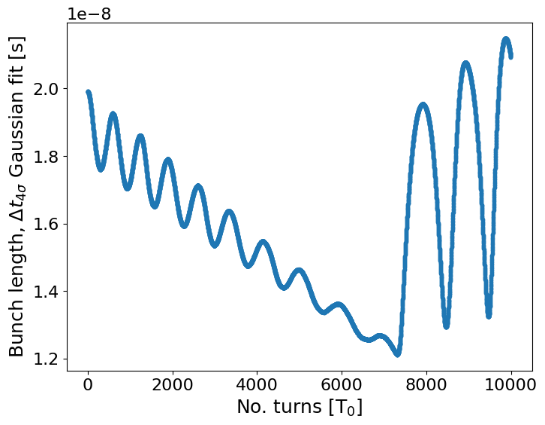 1e−8
Bunch length, Δt4σ Gaussian fit [s]
2.0
1.8
1.6
1.4
1.2
0 2000 4000 6000 8000 10000
No. turns [T0]